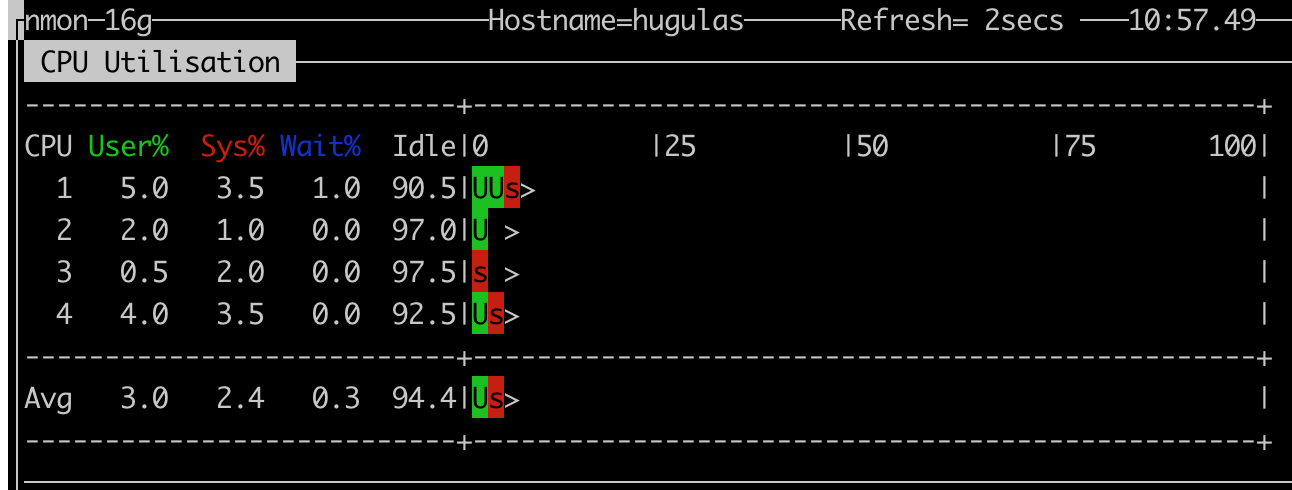 nmon-16g Hostname=hugulas Refresh= 2secs 10:57.49
CPU Utilisation
---------------------------+-------------------------------------------------+
CPU User% Sys% Wait% Idle|0 |25 |50 |75 100|
1 5.0 3.5 1.0 90.5|UUs> |
2 2.0 1.0 0.0 97.0|U > |
3 0.5 2.0 0.0 97.5|s > |
4 4.0 3.5 0.0 92.5|Us> |
---------------------------+-------------------------------------------------+
Avg 3.0 2.4 0.3 94.4|Us> |
---------------------------+-------------------------------------------------+